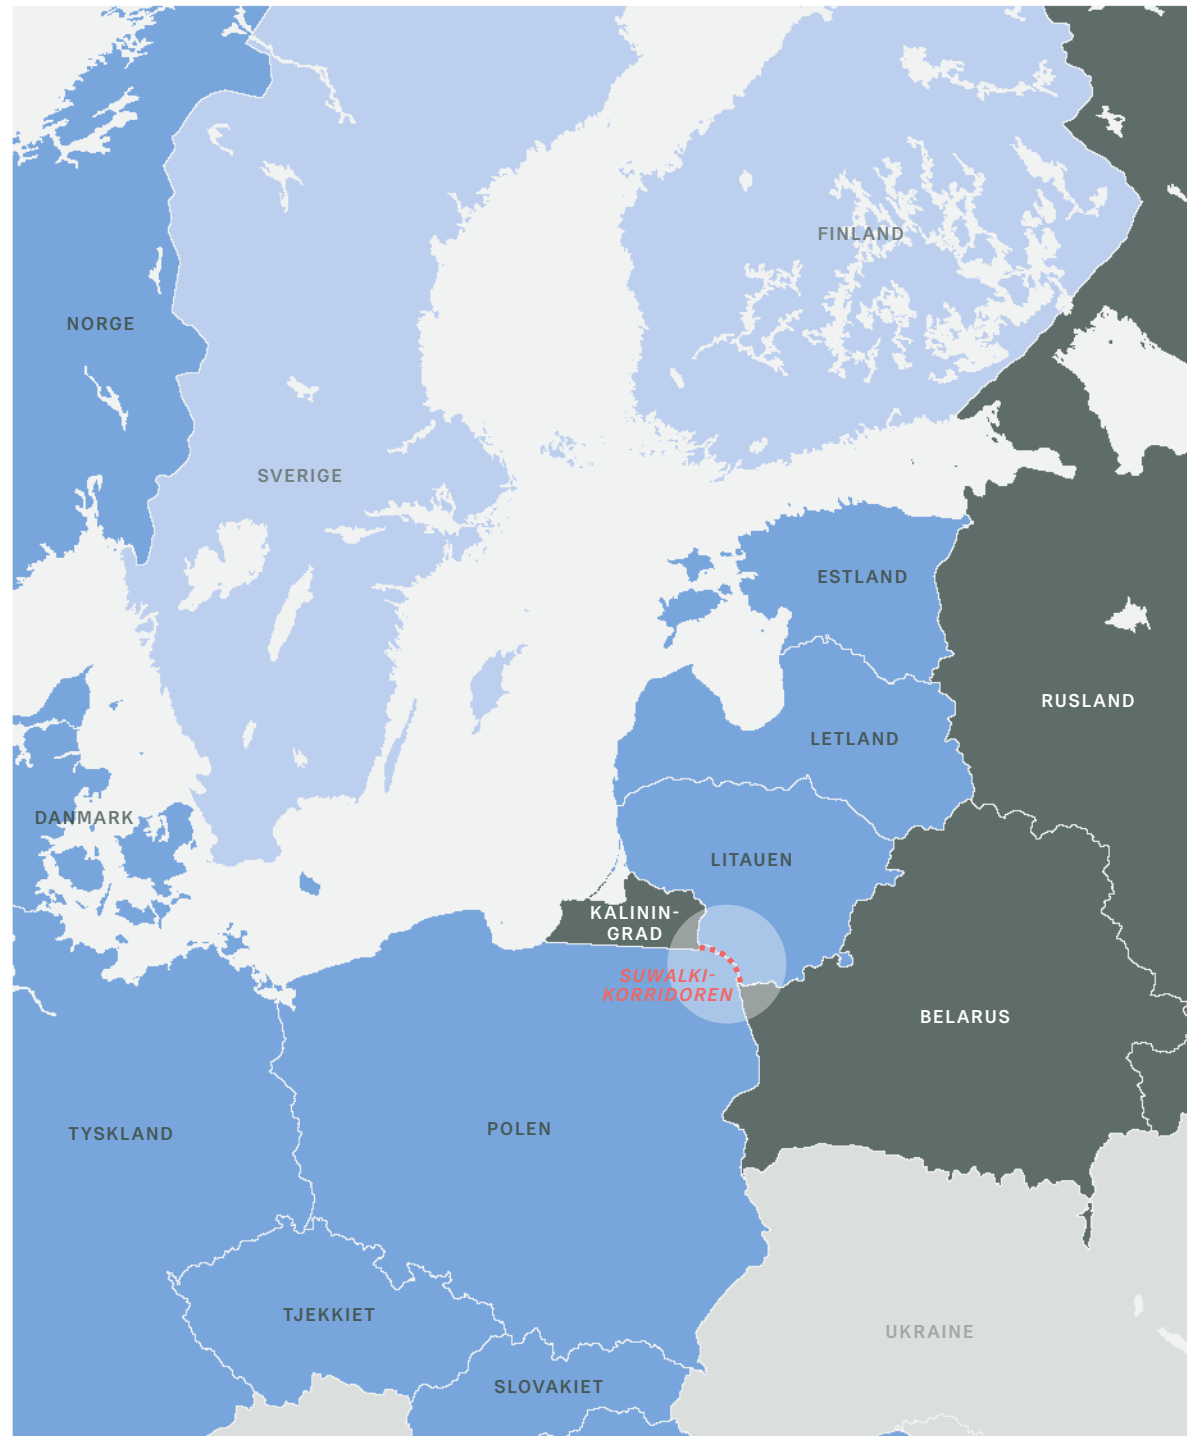 FINLAND
NORGE
SVERIGE
ESTLAND
RUSLAND
LETLAND
DANMARK
LITAUEN
KALININ-
GRAD
SUWALKI-
KORRIDOREN
BELARUS
TYSKLAND
POLEN
TJEKKIET
UKRAINE
SLOVAKIET